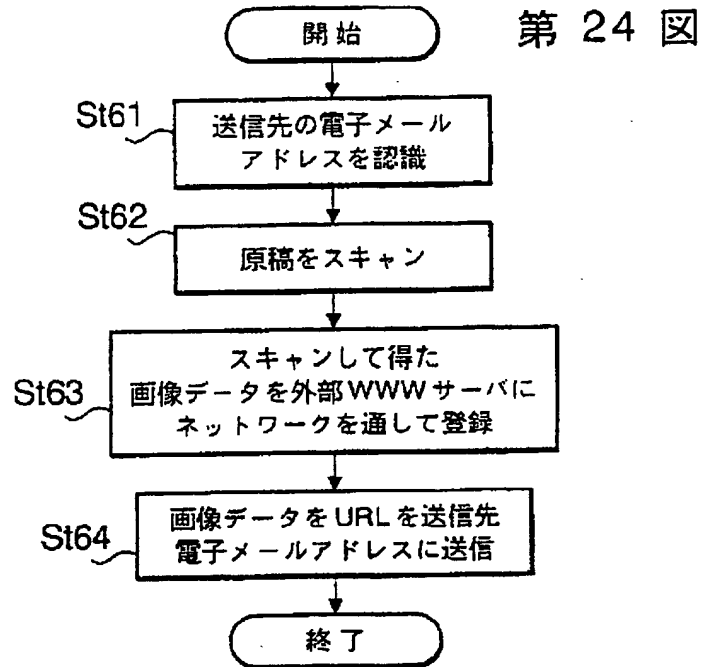 第 24 図
開始
St61
送信先の電子メール
アドレスを認識
St62
原稿をスキャン
St63
スキャンして得た
画像データを外部WWWサーバに
ネットワークを通して登録
St64
画像データをURLを送信先
電子メールアドレスに送信
終了